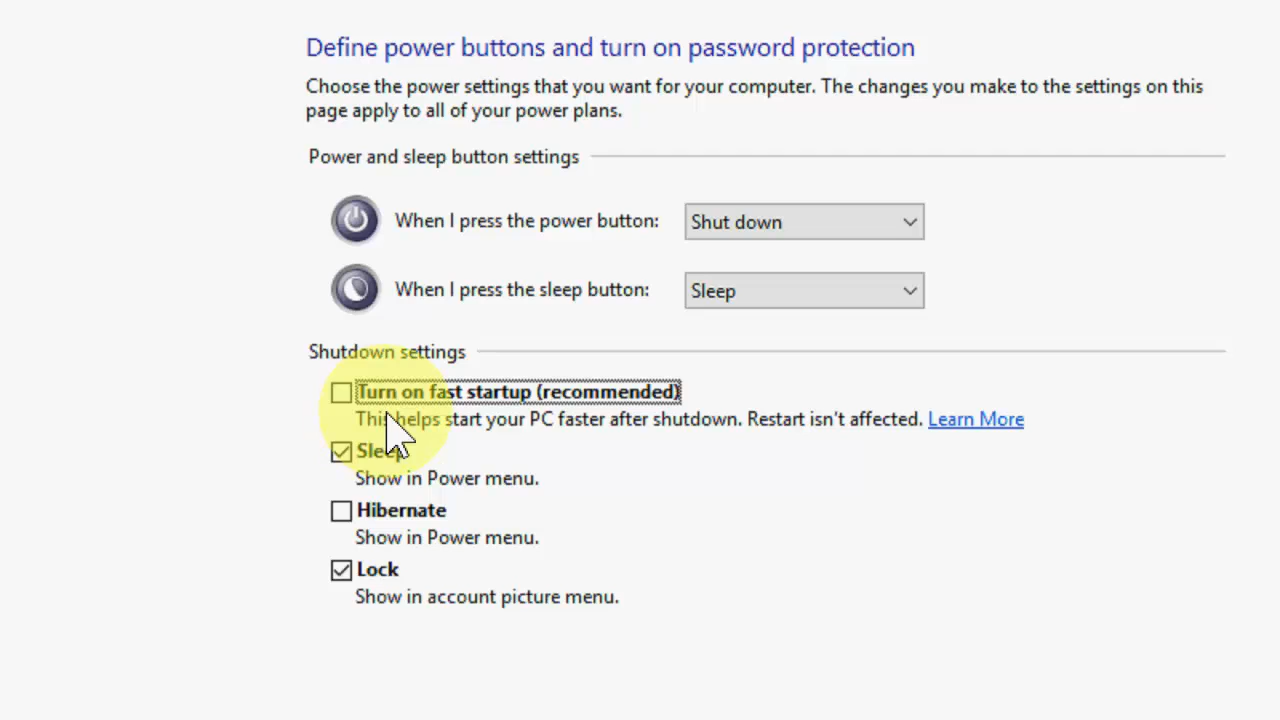 Define power buttons and turn on password protection
Choose the power settings that you want for your computer. The changes you make to the settings on this
page apply to all of your power plans.
Power and sleep button settings
When I press the power button: Shut down
When I press the sleep button: Sleep
Shutdown settings
Turn on fast startup (recommended)
This helps start your PC faster after shutdown. Restart isn't affected. Learn More
Sleep
Show in Power menu.
Hibernate
Show in Power menu.
Lock
Show in account picture menu.